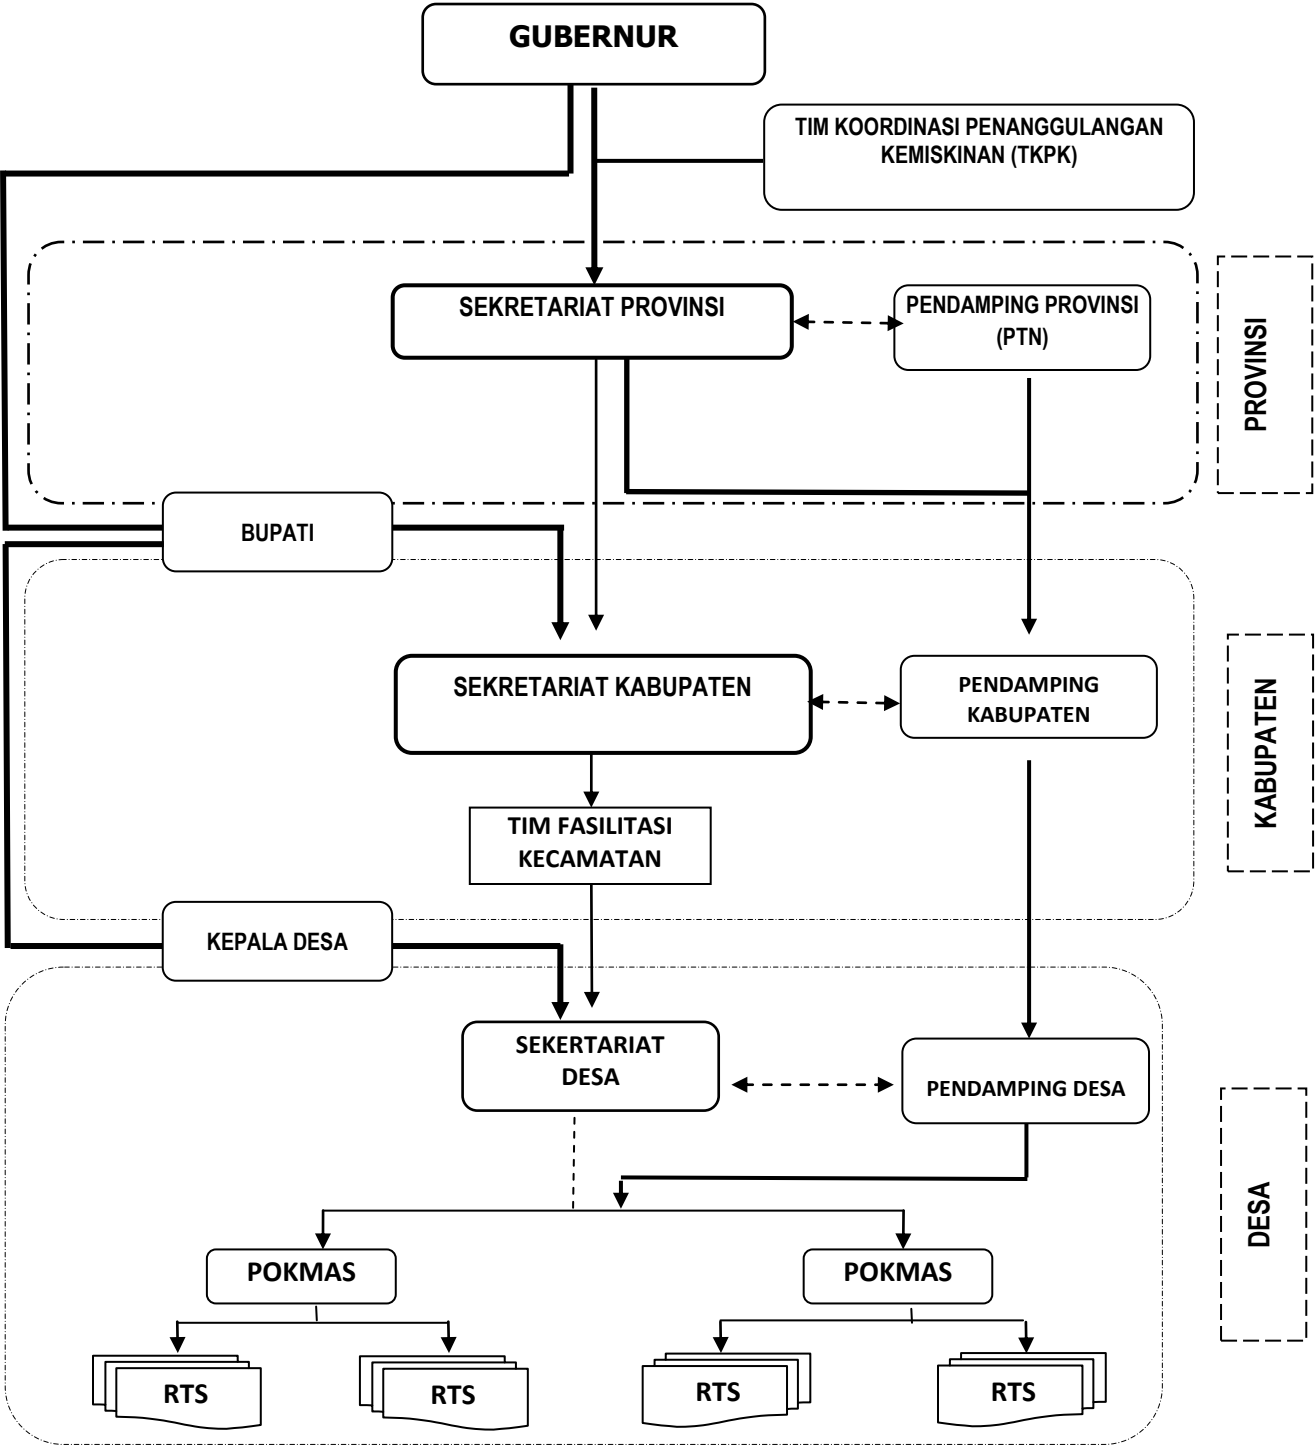 GUBERNUR
TIM KOORDINASI PENANGGULANGAN
KEMISKINAN (TKPK)
SEKRETARIAT PROVINSI
PENDAMPING PROVINSI
(PTN)
PROVINSI
BUPATI
SEKRETARIAT KABUPATEN
PENDAMPING
KABUPATEN
KABUPATEN
TIM FASILITASI
KECAMATAN
KEPALA DESA
SEKERTARIAT
DESA
PENDAMPING DESA
DESA
POKMAS
POKMAS
RTS
RTS
RTS
RTS